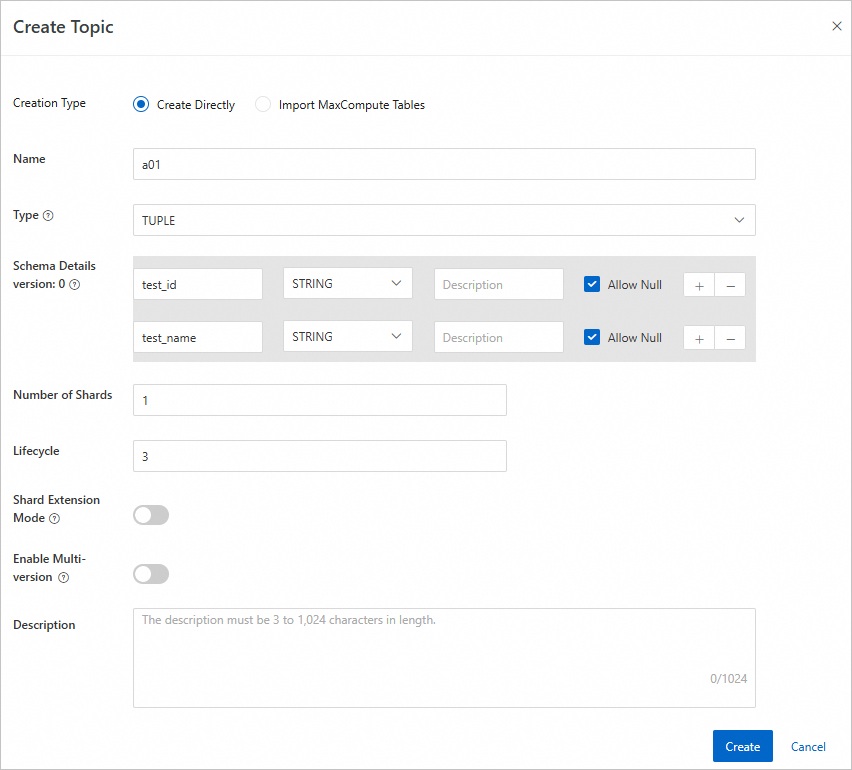 Create Topic
Creation Type
Create Directly
Import MaxCompute Tables
Name
a01
Type
TUPLE
Schema Details
version: 0
test_id STRING Description Allow Null + −
test_name STRING Description Allow Null + −
Number of Shards
1
Lifecycle
3
Shard Extension
Mode
Enable Multi-
version
Description
The description must be 3 to 1,024 characters in length.
0/1024
Create Cancel